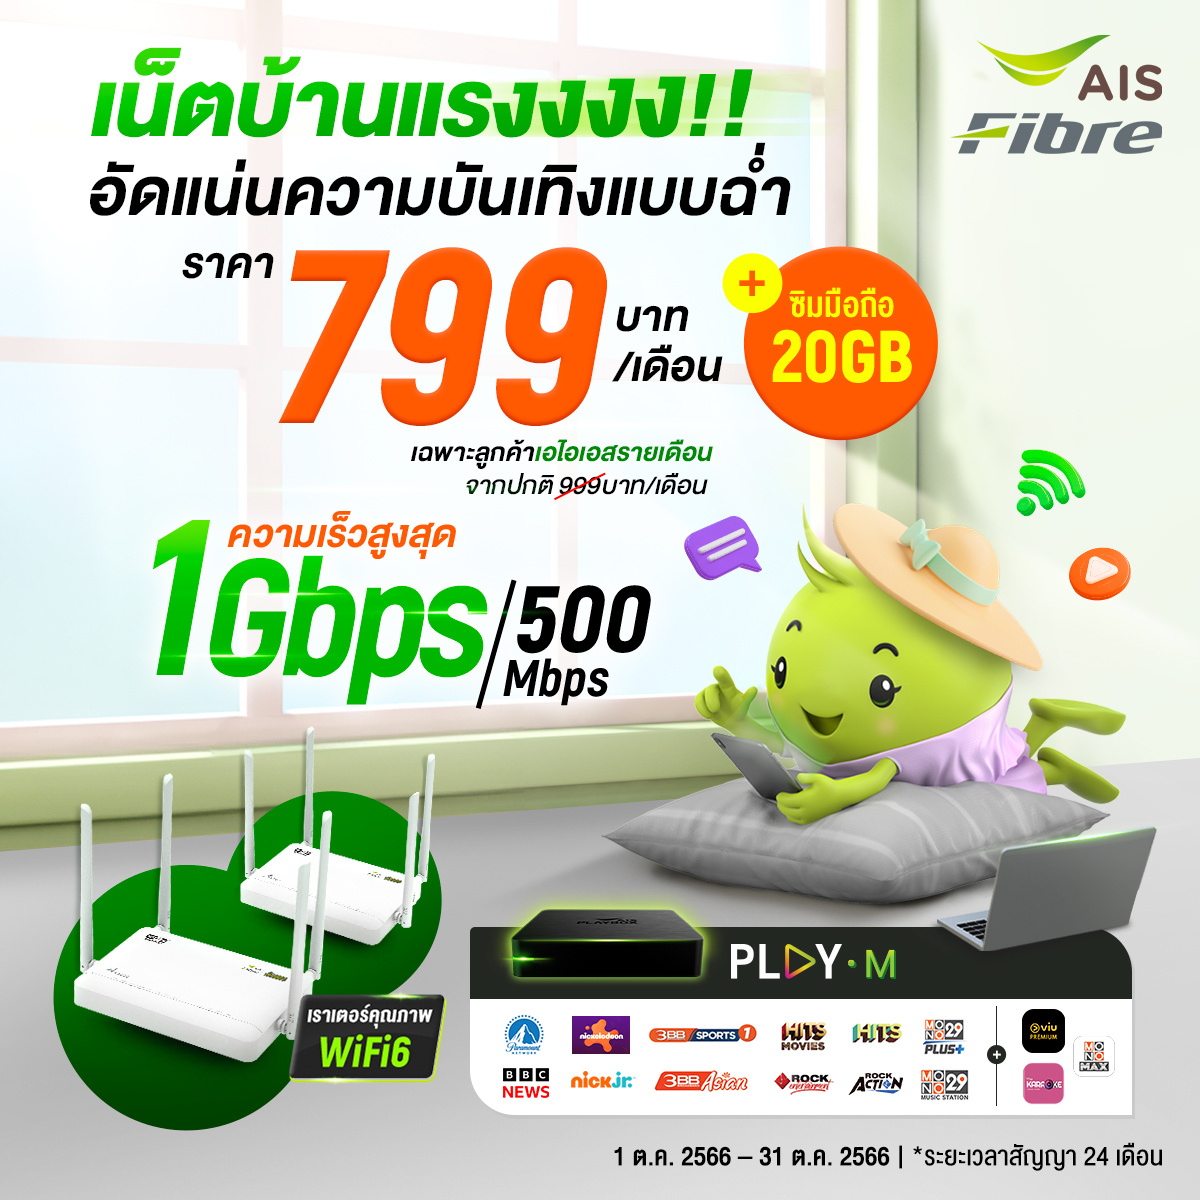 เน็ตบ้านแรงงงง!!
อัดแน่นความบันเทิงแบบฉ่ำ
ราคา 799 บาท/เดือน
+ ซิมมือถือ 20GB
เฉพาะลูกค้าเอไอเอสรายเดือน
จากปกติ 999บาท/เดือน
ความเร็วสูงสุด
1Gbps/500 Mbps
AIS
Fibre
เราเตอร์คุณภาพ
WiFi6
AIS PLAYBOX
PLAY · M
Paramount NETWORK
nickelodeon
3BB SPORTS 1
HITS MOVIES
HITS
MONO29 PLUS+
BBC NEWS
nick jr.
3BB Asian
ROCK entertainment
ROCK ACTION
MONO29 MUSIC STATION
+
viu PREMIUM
KARAOKE
MONO MAX
1 ต.ค. 2566 – 31 ต.ค. 2566 | *ระยะเวลาสัญญา 24 เดือน